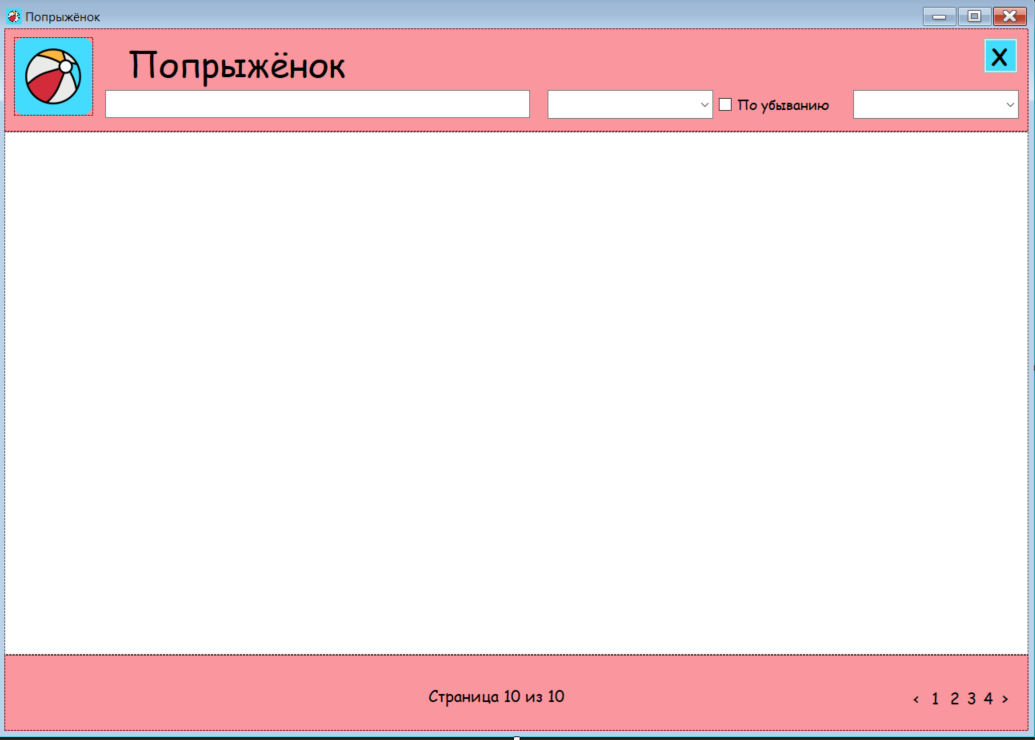 Попрыжёнок
Попрыжёнок
X
По убыванию
Страница 10 из 10
< 1 2 3 4 >